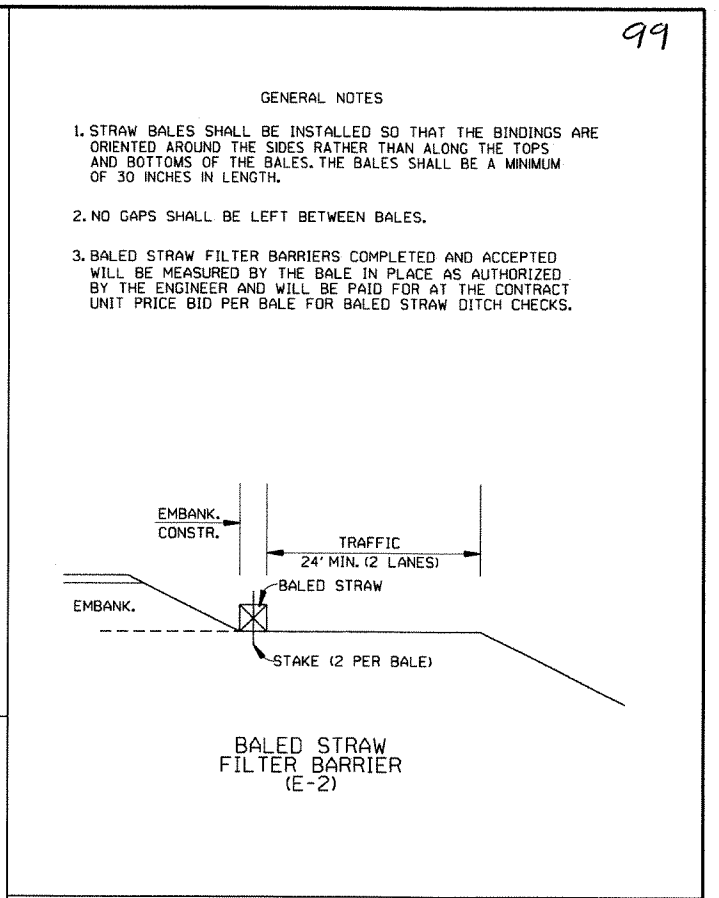 99
GENERAL NOTES
1. STRAW BALES SHALL BE INSTALLED SO THAT THE BINDINGS ARE
ORIENTED AROUND THE SIDES RATHER THAN ALONG THE TOPS
AND BOTTOMS OF THE BALES. THE BALES SHALL BE A MINIMUM
OF 30 INCHES IN LENGTH.
2. NO GAPS SHALL BE LEFT BETWEEN BALES.
3. BALED STRAW FILTER BARRIERS COMPLETED AND ACCEPTED
WILL BE MEASURED BY THE BALE IN PLACE AS AUTHORIZED
BY THE ENGINEER AND WILL BE PAID FOR AT THE CONTRACT
UNIT PRICE BID PER BALE FOR BALED STRAW DITCH CHECKS.
EMBANK.
CONSTR.
TRAFFIC
24' MIN. (2 LANES)
BALED STRAW
EMBANK.
STAKE (2 PER BALE)
BALED STRAW
FILTER BARRIER
(E-2)